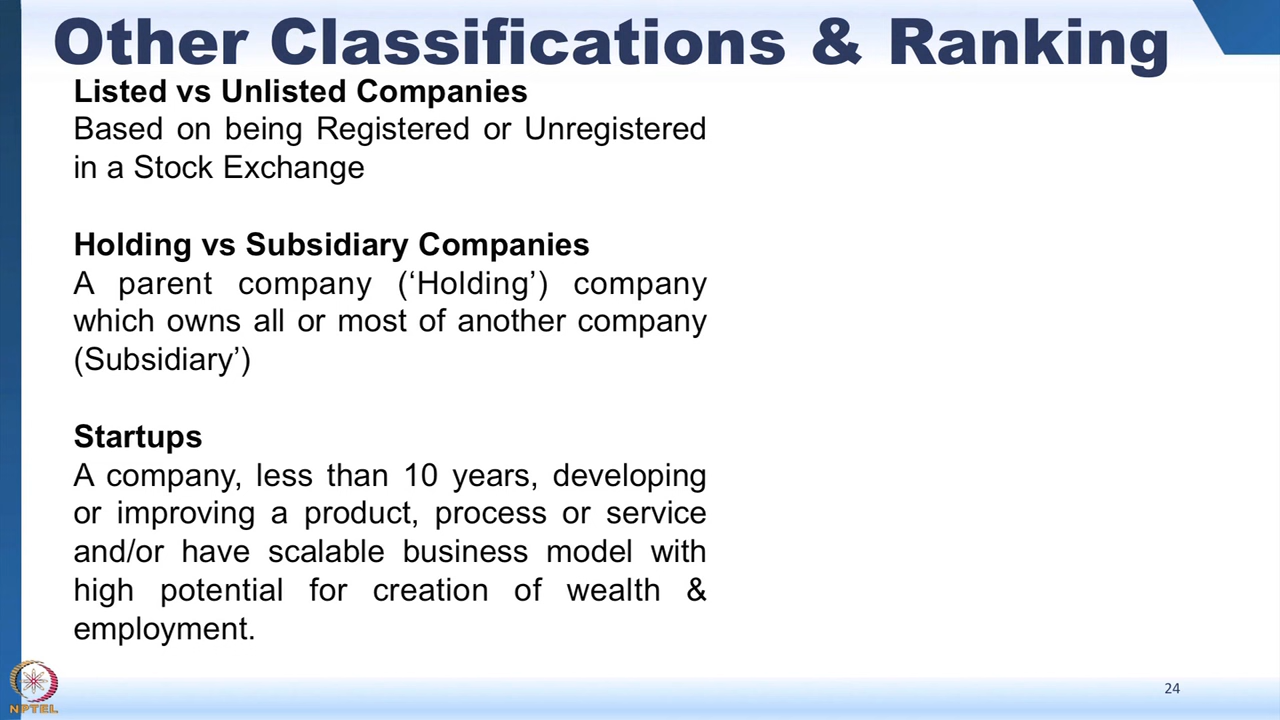 Other Classifications & Ranking
Listed vs Unlisted Companies
Based on being Registered or Unregistered
in a Stock Exchange
Holding vs Subsidiary Companies
A parent company (‘Holding’) company
which owns all or most of another company
(Subsidiary’)
Startups
A company, less than 10 years, developing
or improving a product, process or service
and/or have scalable business model with
high potential for creation of wealth &
employment.
NPTEL
24